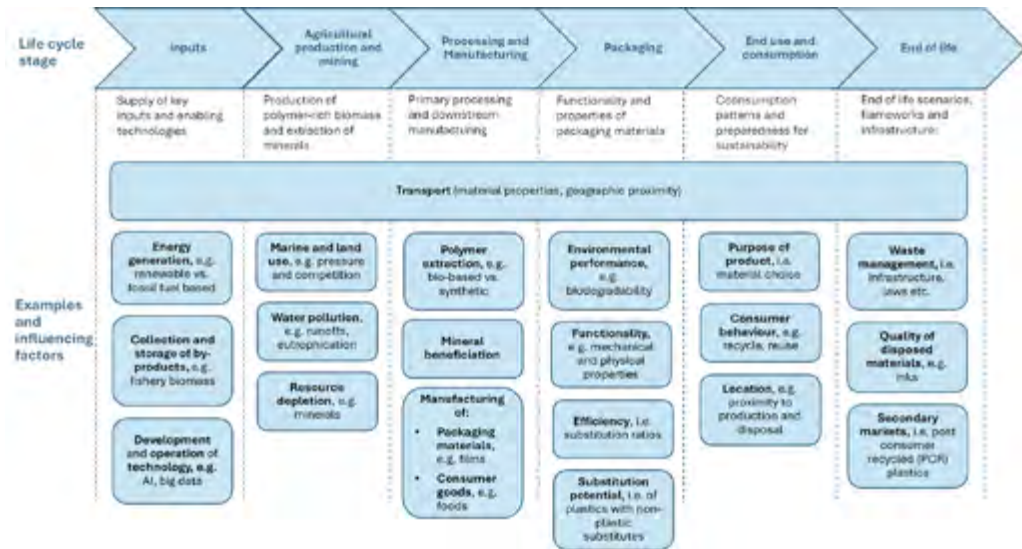 Life cycle
stage
Inputs
Agricultural
production and
mining
Processing and
Manufacturing
Packaging
End use and
consumption
End of life
Supply of key
inputs and enabling
technologies
Production of
polymer-rich biomass
and extraction of
minerals
Primary processing
and downstream
manufacturing
Functionality and
properties of
packaging materials
Coonsumption
patterns and
preparedness for
sustainability
End of life scenarios,
frameworks and
infrastructure:
Transport (material properties, geographic proximity)
Examples
and
influencing
factors
Energy
generation, e.g.
renewable vs.
fossil fuel based
Collection and
storage of by-
products, e.g.
fishery biomass
Development
and operation of
technology, e.g.
AI, big data
Marine and land
use, e.g. pressure
and competition
Water pollution,
e.g. runoffs,
eutrophication
Resource
depletion, e.g.
minerals
Polymer
extraction, e.g.
bio-based vs.
synthetic
Mineral
beneficiation
Manufacturing
of:
• Packaging
materials,
e.g. films
• Consumer
goods, e.g.
foods
Environmental
performance,
e.g.
biodegradability
Functionality,
e.g. mechanical
and physical
properties
Efficiency, i.e.
substitution ratios
Substitution
potential, i.e. of
plastics with non-
plastic
substitutes
Purpose of
product, i.e.
material choice
Consumer
behaviour, e.g.
recycle, reuse
Location, e.g.
proximity to
production and
disposal
Waste
management, i.e.
infrastructure,
laws etc.
Quality of
disposed
materials, e.g.
inks
Secondary
markets, i.e. post
consumer
recycled (PCR)
plastics